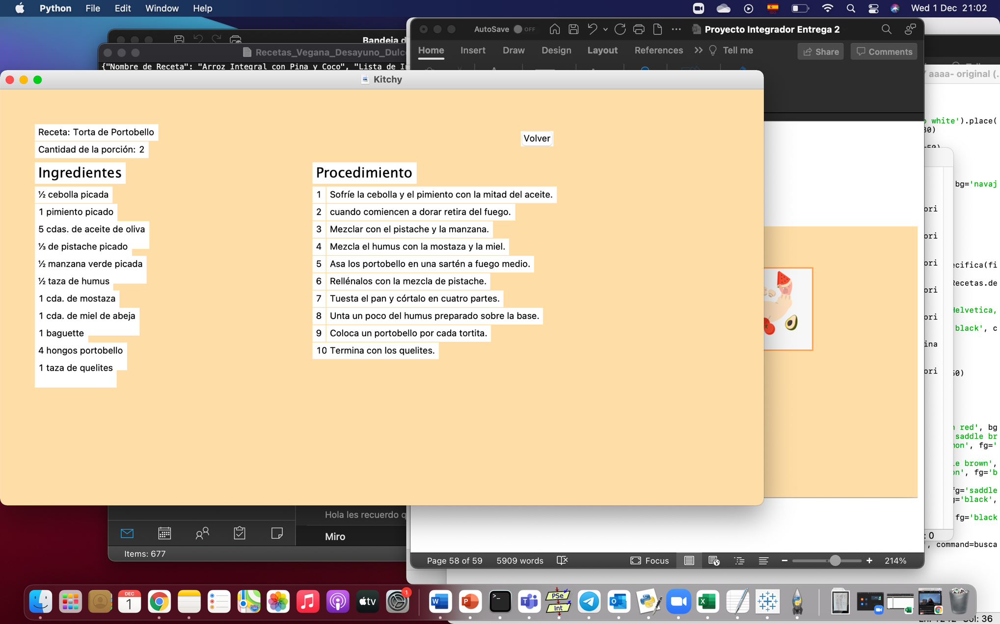 Python File Edit Window Help
Wed 1 Dec 21:02
Bandeja d
Recetas_Vegana_Desayuno_Dulc
{"Nombre de Receta": "Arroz Integral con Pina y Coco", "Lista de I
AutoSave OFF
Proyecto Integrador Entrega 2
Home Insert Draw Design Layout References Tell me
Share Comments
aaaa- original (.
Kitchy
Receta: Torta de Portobello
Cantidad de la porción: 2
Volver
Ingredientes
½ cebolla picada
1 pimiento picado
5 cdas. de aceite de oliva
⅓ de pistache picado
½ manzana verde picada
½ taza de humus
1 cda. de mostaza
1 cda. de miel de abeja
1 baguette
4 hongos portobello
1 taza de quelites
Procedimiento
1 Sofríe la cebolla y el pimiento con la mitad del aceite.
2 cuando comiencen a dorar retira del fuego.
3 Mezclar con el pistache y la manzana.
4 Mezcla el humus con la mostaza y la miel.
5 Asa los portobello en una sartén a fuego medio.
6 Rellénalos con la mezcla de pistache.
7 Tuesta el pan y córtalo en cuatro partes.
8 Unta un poco del humus preparado sobre la base.
9 Coloca un portobello por cada tortita.
10 Termina con los quelites.
white').place(
30)
bg='navaj
ori
ori
ori
ecifica(fi
Recetas.de
ori
Helvetica,
ori
black', c
ina
ori
50)
red', bg
saddle br
mon', fg='
le brown',
on', fg='b
fg='saddle
g='black',
fg='black
: 0
', command=busca
Hola les recuerdo q
Miro
Items: 677
Page 58 of 59 5909 words
Focus
214%
DEC
1
280
tv
1
W
P
>_
T
PSe
Int
O
X
Col: 36